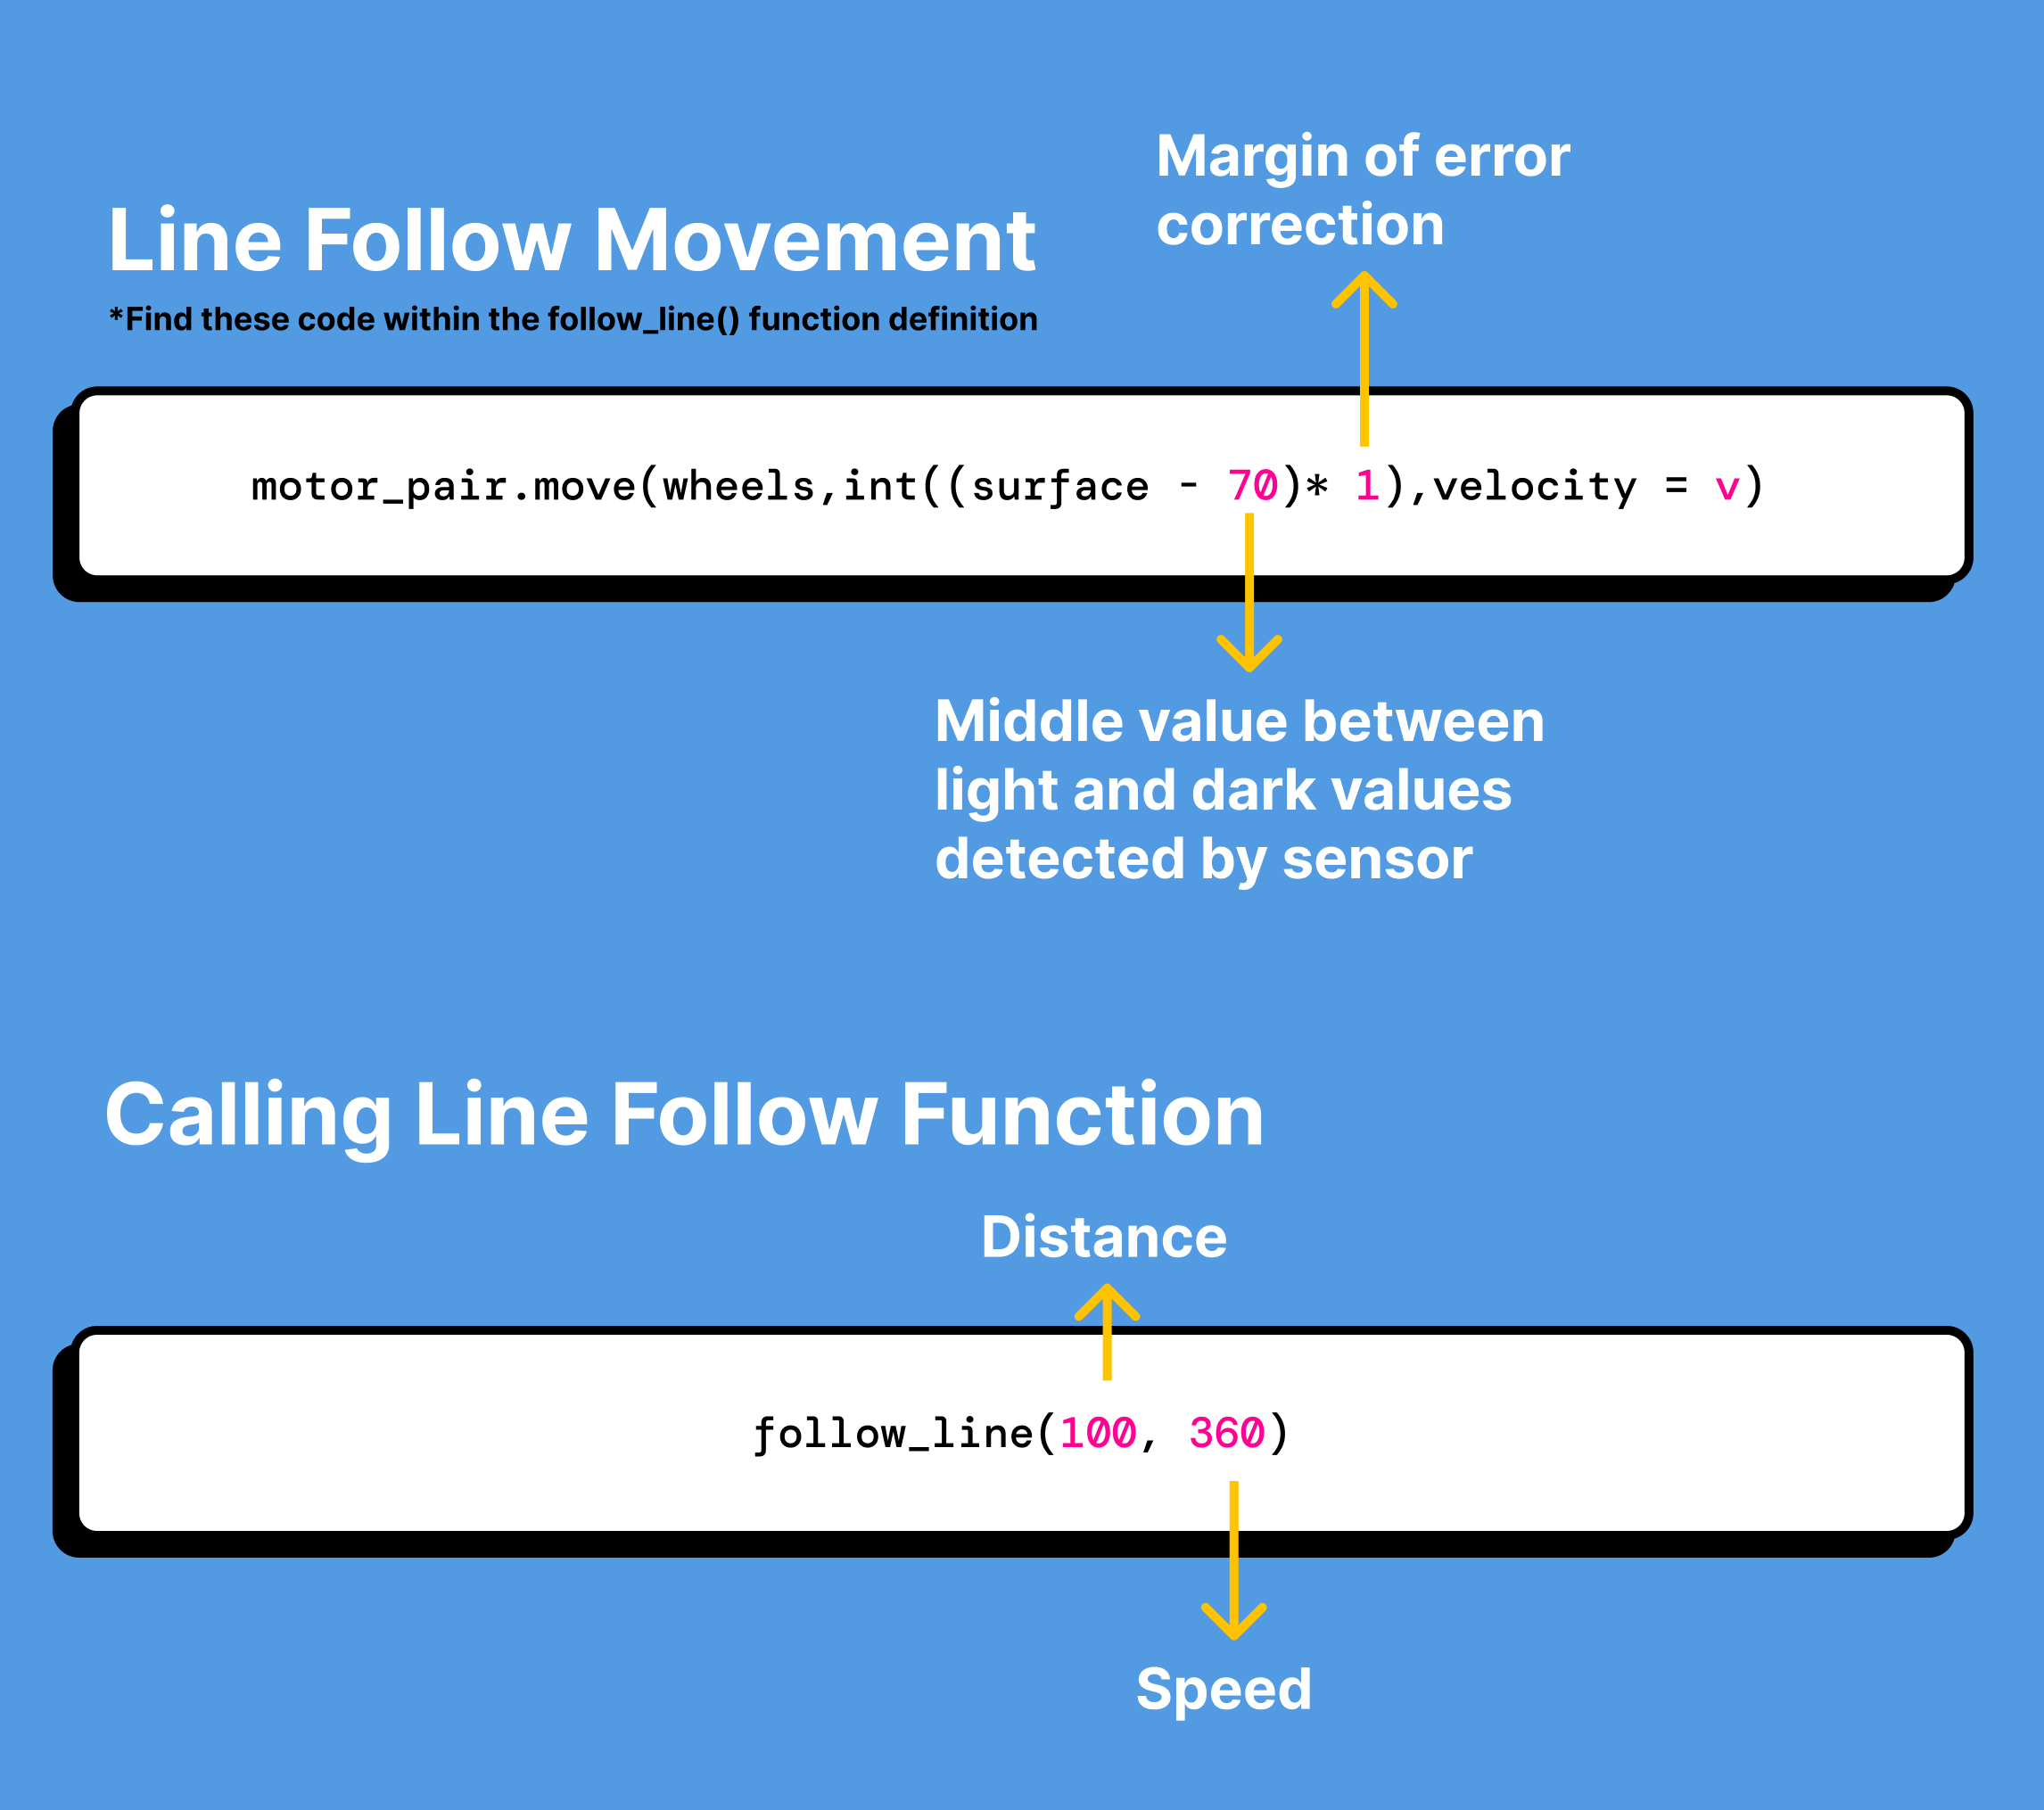 Margin of error
correction
Line Follow Movement
*Find these code within the follow_line() function definition
motor_pair.move(wheels,int((surface - 70)* 1),velocity = v)
Middle value between
light and dark values
detected by sensor
Calling Line Follow Function
Distance
follow_line(100, 360)
Speed